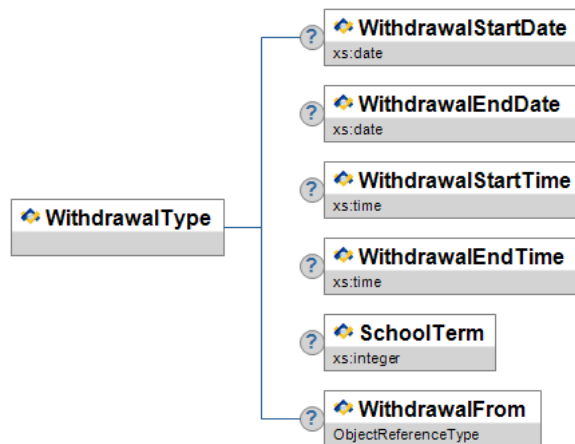 WithdrawalType
?
WithdrawalStartDate
xs:date
?
WithdrawalEndDate
xs:date
?
WithdrawalStartTime
xs:time
?
WithdrawalEndTime
xs:time
?
SchoolTerm
xs:integer
?
WithdrawalFrom
ObjectReferenceType